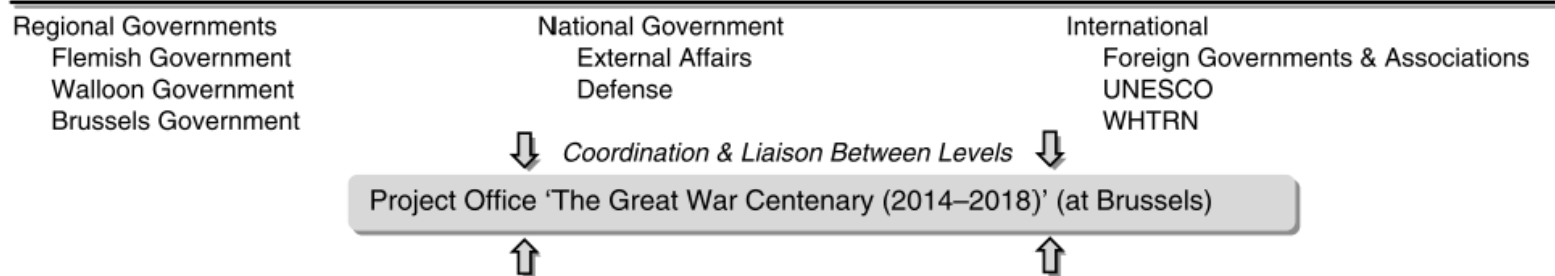 Regional Governments
Flemish Government
Walloon Government
Brussels Government
National Government
External Affairs
Defense
International
Foreign Governments & Associations
UNESCO
WHTRN
Coordination & Liaison Between Levels
Project Office ‘The Great War Centenary (2014–2018)’ (at Brussels)